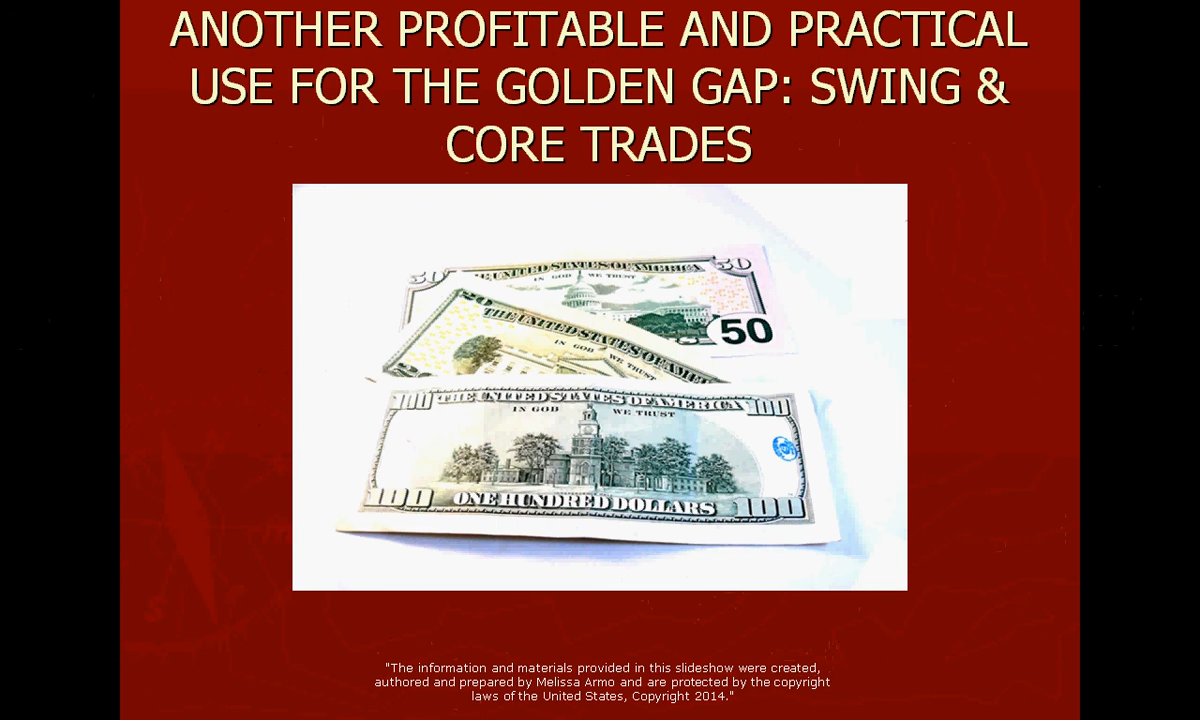 ANOTHER PROFITABLE AND PRACTICAL
USE FOR THE GOLDEN GAP: SWING &
CORE TRADES
50
THE UNITED STATES OF AMERICA
50
IN GOD WE TRUST
50
20
THE UNITED STATES OF AMERI
IN GOD WE TRUST
100
THE UNITED STATES OF AMERICA
100
IN GOD WE TRUST
100
ONE HUNDRED DOLLARS
100
"The information and materials provided in this slideshow were created,
authored and prepared by Melissa Armo and are protected by the copyright
laws of the United States, Copyright 2014."